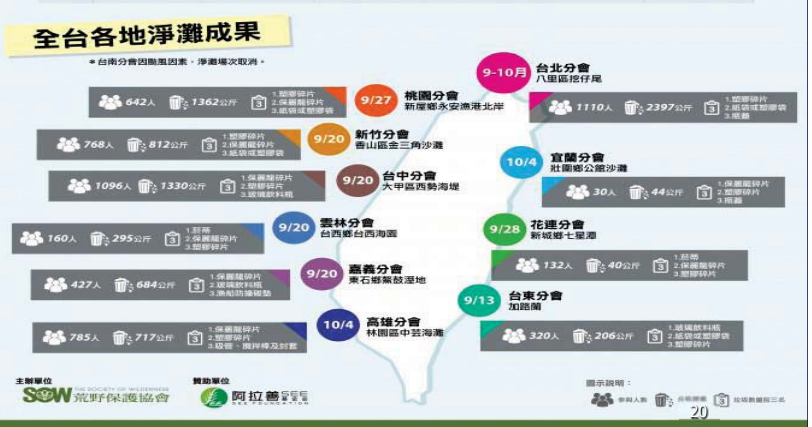 全台各地淨灘成果
*台南分會因颱風因素，淨灘場次取消。
9-10月
台北分會
八里區挖仔尾
1110人 2397公斤 3
1.塑膠碎片
2.紙袋或塑膠袋
3.瓶蓋
9/27
桃園分會
新屋鄉永安漁港北岸
642人 1362公斤 3
1.塑膠碎片
2.保麗龍碎片
3.紙袋或塑膠袋
9/20
新竹分會
香山區金三角沙灘
768人 812公斤 3
1.塑膠碎片
2.保麗龍碎片
3.紙袋或塑膠袋
10/4
宜蘭分會
壯圍鄉公館沙灘
30人 44公斤 3
1.保麗龍碎片
2.塑膠碎片
3.瓶蓋
9/20
台中分會
大甲區西勢海堤
1096人 1330公斤 3
1.保麗龍碎片
2.塑膠碎片
3.玻璃飲料瓶
9/20
雲林分會
台西鄉台西海園
160人 295公斤 3
1.菸蒂
2.保麗龍碎片
3.塑膠碎片
9/28
花蓮分會
新城鄉七星潭
132人 40公斤 3
1.菸蒂
2.保麗龍碎片
3.塑膠碎片
9/20
嘉義分會
東石鄉鰲鼓溼地
427人 684公斤 3
1.保麗龍碎片
2.玻璃飲料瓶
3.漁船防撞碰墊
9/13
台東分會
加路蘭
320人 206公斤 3
1.玻璃飲料瓶
2.紙袋或塑膠袋
3.塑膠碎片
10/4
高雄分會
林園區中芸海灘
785人 717公斤 3
1.保麗龍碎片
2.塑膠碎片
3.吸管、攪拌棒及封套
主辦單位
SOW THE SOCIETY OF WILDERNESS
荒野保護協會
贊助單位
阿拉善SEE
基金會
SEE FOUNDATION
圖示說明：
參與人數 3 垃圾數量前三名
20